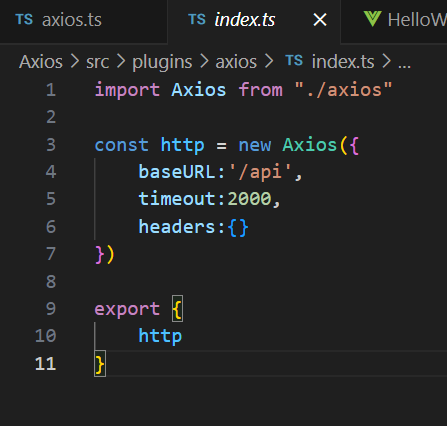 TS axios.ts TS index.ts × HelloW
Axios > src > plugins > axios > TS index.ts > ...
1 import Axios from "./axios"
2
3 const http = new Axios({
4     baseURL:'/api',
5     timeout:2000,
6     headers:{}
7 })
8
9 export {
10     http
11 }